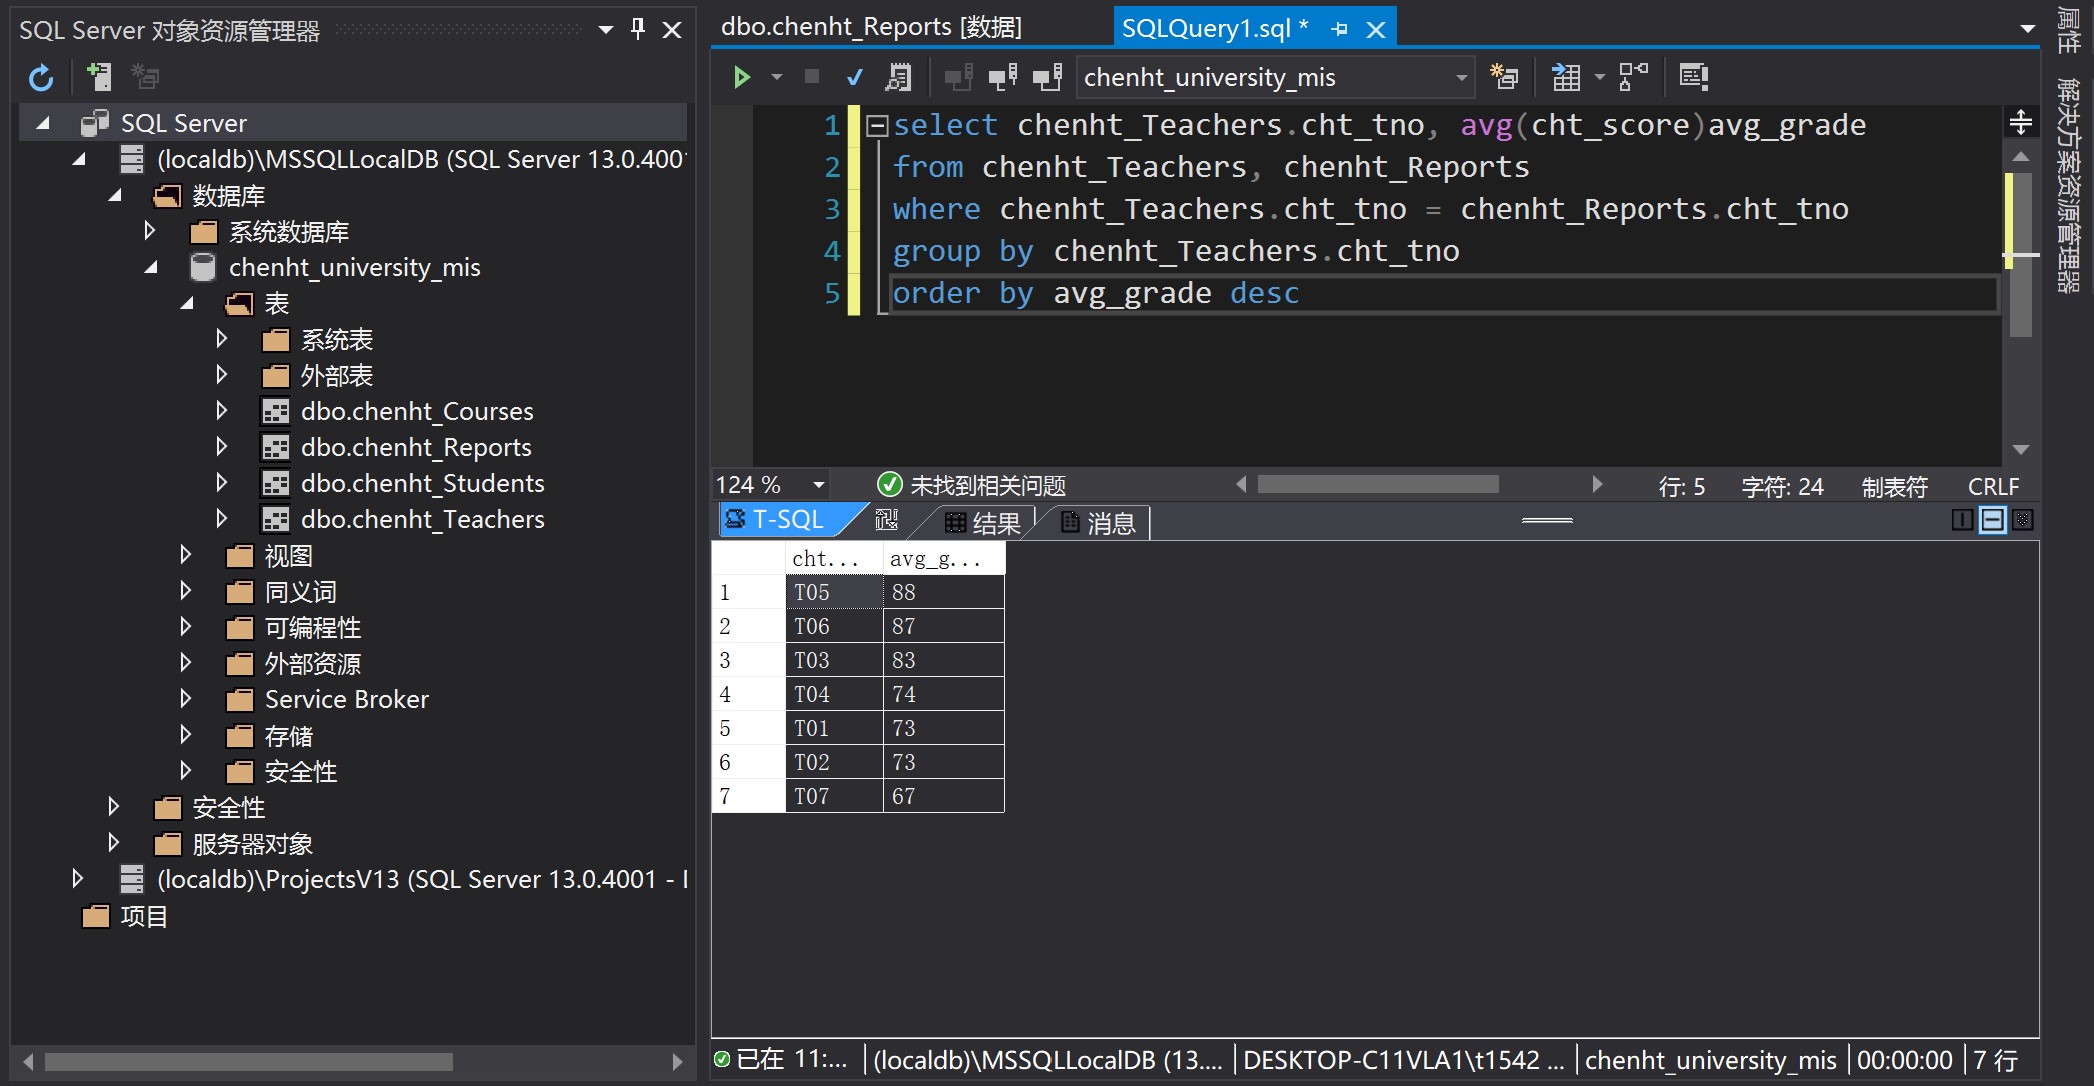 SQL Server 对象资源管理器
SQL Server
(localdb)\MSSQLLocalDB (SQL Server 13.0.4001
数据库
系统数据库
chenht_university_mis
表
系统表
外部表
dbo.chenht_Courses
dbo.chenht_Reports
dbo.chenht_Students
dbo.chenht_Teachers
视图
同义词
可编程性
外部资源
Service Broker
存储
安全性
安全性
服务器对象
(localdb)\ProjectsV13 (SQL Server 13.0.4001 -
项目
dbo.chenht_Reports [数据] SQLQuery1.sql *
chenht_university_mis
1 select chenht_Teachers.cht_tno, avg(cht_score)avg_grade
2 from chenht_Teachers, chenht_Reports
3 where chenht_Teachers.cht_tno = chenht_Reports.cht_tno
4 group by chenht_Teachers.cht_tno
5 order by avg_grade desc
124 % 未找到相关问题 行: 5 字符: 24 制表符 CRLF
T-SQL 结果 消息
cht... avg_g...
1 T05 88
2 T06 87
3 T03 83
4 T04 74
5 T01 73
6 T02 73
7 T07 67
已在 11:... (localdb)\MSSQLLocalDB (13.... DESKTOP-C11VLA1\t1542 ... chenht_university_mis 00:00:00 7 行
属性
解决方案资源管理器